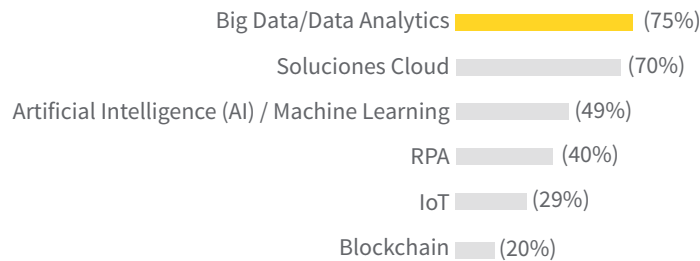 Big Data/Data Analytics (75%)
Soluciones Cloud (70%)
Artificial Intelligence (AI) / Machine Learning (49%)
RPA (40%)
IoT (29%)
Blockchain (20%)